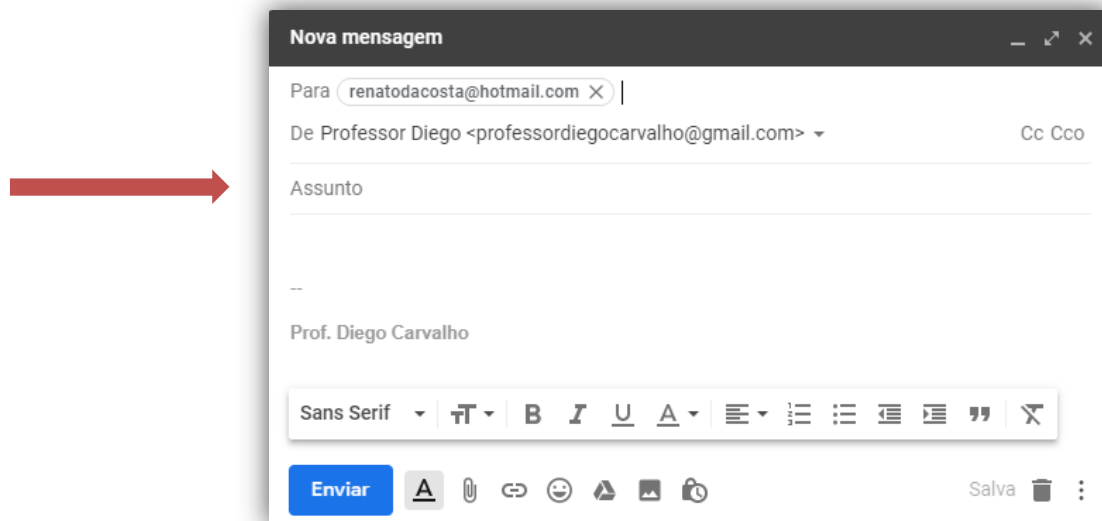 Nova mensagem
Para renatodacosta@hotmail.com
De Professor Diego <professordiegocarvalho@gmail.com> Cc Cco
Assunto
--
Prof. Diego Carvalho
Sans Serif
Enviar Salva